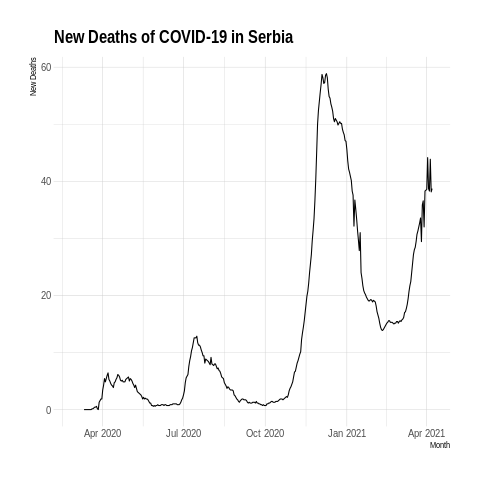 New Deaths of COVID-19 in Serbia
New Deaths
60
40
20
0
Apr 2020 Jul 2020 Oct 2020 Jan 2021 Apr 2021
Month